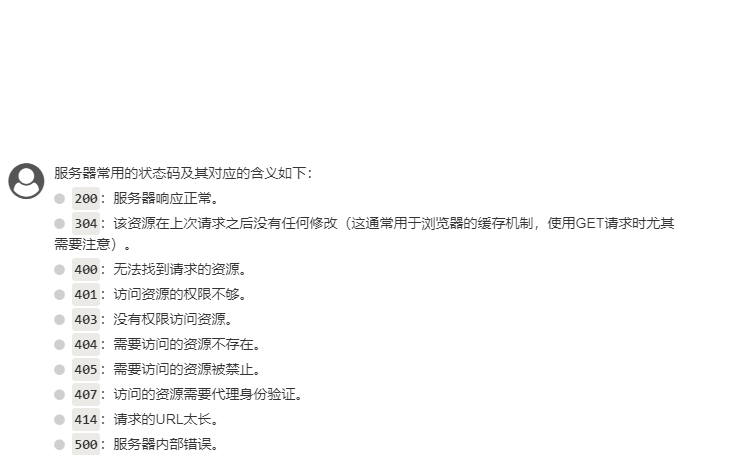 服务器常用的状态码及其对应的含义如下：
200：服务器响应正常。
304：该资源在上次请求之后没有任何修改（这通常用于浏览器的缓存机制，使用GET请求时尤其
需要注意）。
400：无法找到请求的资源。
401：访问资源的权限不够。
403：没有权限访问资源。
404：需要访问的资源不存在。
405：需要访问的资源被禁止。
407：访问的资源需要代理身份验证。
414：请求的URL太长。
500：服务器内部错误。